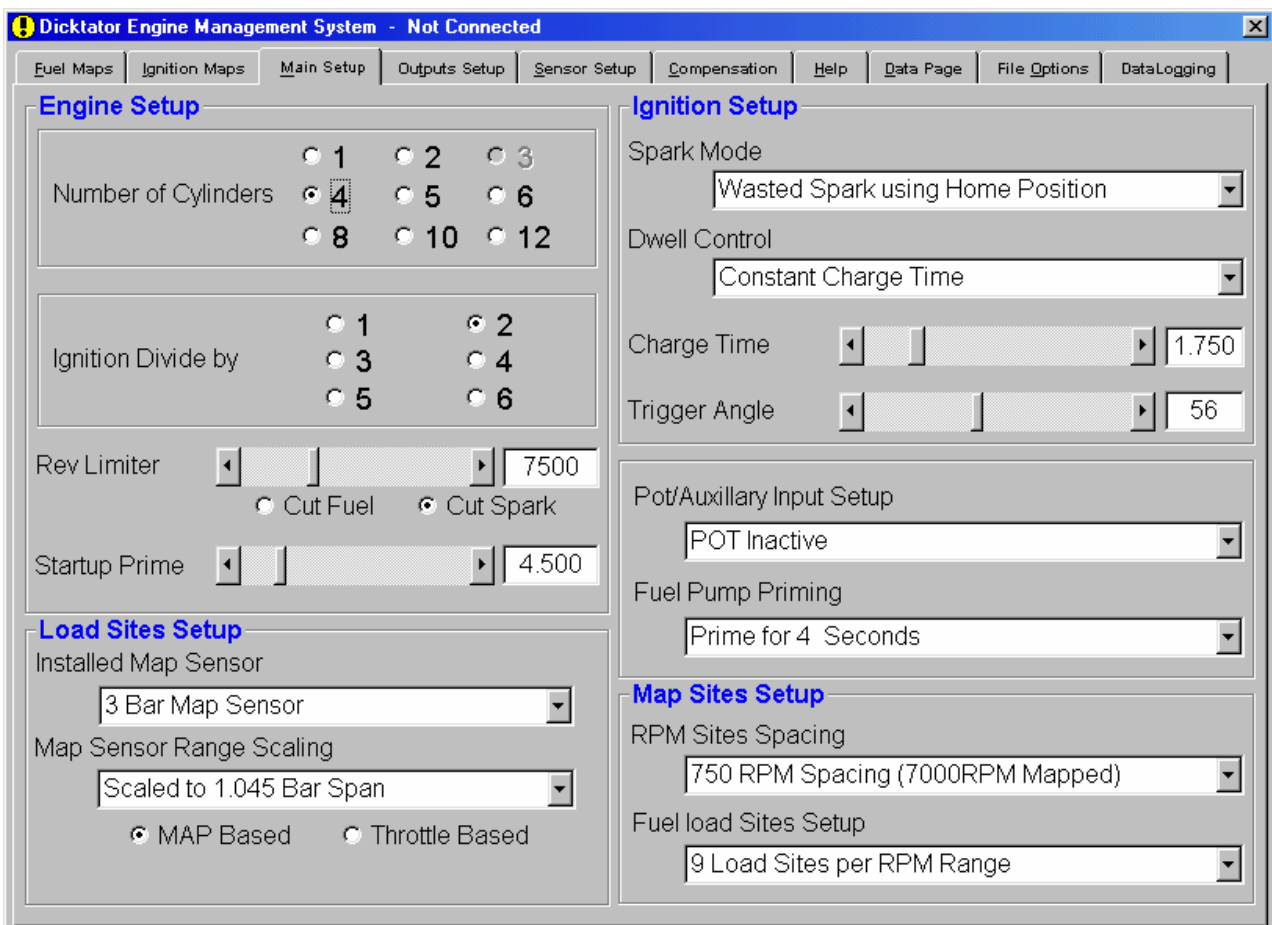 Dicktator Engine Management System - Not Connected
Fuel Maps Ignition Maps Main Setup Outputs Setup Sensor Setup Compensation Help Data Page File Options DataLogging
Engine Setup
Number of Cylinders
1 2 3
4 5 6
8 10 12
Ignition Divide by
1 2
3 4
5 6
Rev Limiter 7500
Cut Fuel Cut Spark
Startup Prime 4.500
Load Sites Setup
Installed Map Sensor
3 Bar Map Sensor
Map Sensor Range Scaling
Scaled to 1.045 Bar Span
MAP Based Throttle Based
Ignition Setup
Spark Mode
Wasted Spark using Home Position
Dwell Control
Constant Charge Time
Charge Time 1.750
Trigger Angle 56
Pot/Auxillary Input Setup
POT Inactive
Fuel Pump Priming
Prime for 4 Seconds
Map Sites Setup
RPM Sites Spacing
750 RPM Spacing (7000RPM Mapped)
Fuel load Sites Setup
9 Load Sites per RPM Range